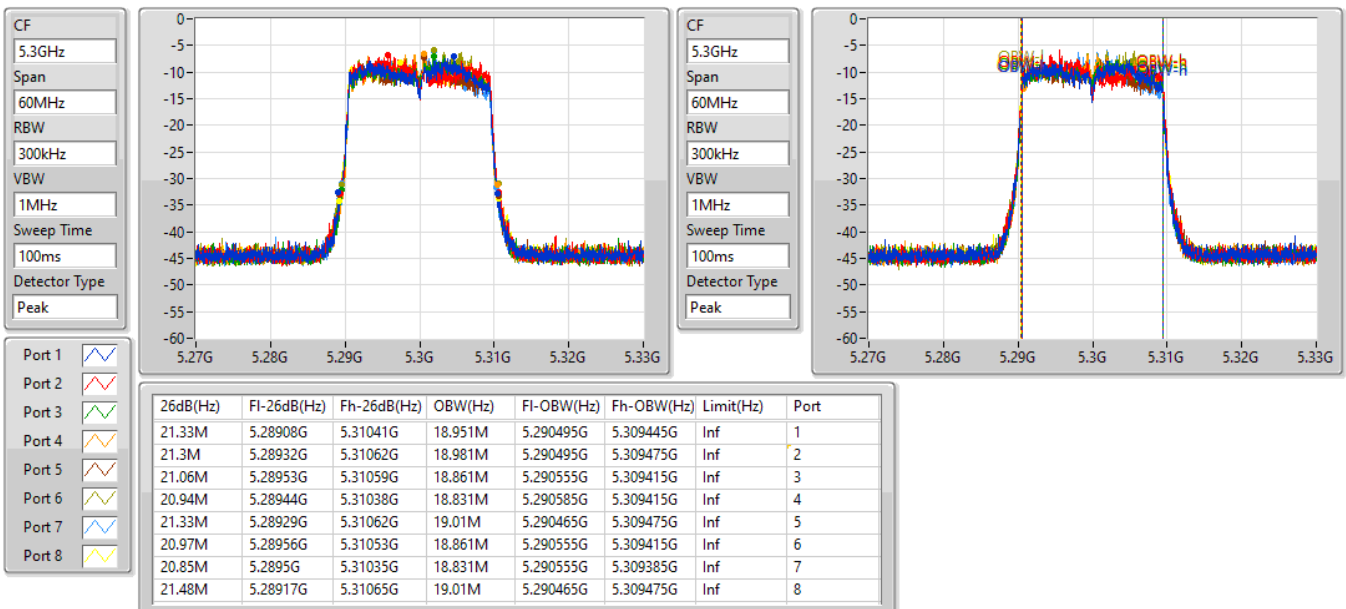 CF
5.3GHz
Span
60MHz
RBW
300kHz
VBW
1MHz
Sweep Time
100ms
Detector Type
Peak
0-
-5-
-10-
-15-
-20-
-25-
-30-
-35-
-40-
-45-
-50-
-55-
-60-
5.27G 5.28G 5.29G 5.3G 5.31G 5.32G 5.33G
CF
5.3GHz
Span
60MHz
RBW
300kHz
VBW
1MHz
Sweep Time
100ms
Detector Type
Peak
0-
-5-
-10-
-15-
-20-
-25-
-30-
-35-
-40-
-45-
-50-
-55-
-60-
OBW-h
5.27G 5.28G 5.29G 5.3G 5.31G 5.32G 5.33G
Port 1
Port 2
Port 3
Port 4
Port 5
Port 6
Port 7
Port 8
26dB(Hz) Fl-26dB(Hz) Fh-26dB(Hz) OBW(Hz) Fl-OBW(Hz) Fh-OBW(Hz) Limit(Hz) Port
21.33M 5.28908G 5.31041G 18.951M 5.290495G 5.309445G Inf 1
21.3M 5.28932G 5.31062G 18.981M 5.290495G 5.309475G Inf 2
21.06M 5.28953G 5.31059G 18.861M 5.290555G 5.309415G Inf 3
20.94M 5.28944G 5.31038G 18.831M 5.290585G 5.309415G Inf 4
21.33M 5.28929G 5.31062G 19.01M 5.290465G 5.309475G Inf 5
20.97M 5.28956G 5.31053G 18.861M 5.290555G 5.309415G Inf 6
20.85M 5.2895G 5.31035G 18.831M 5.290555G 5.309385G Inf 7
21.48M 5.28917G 5.31065G 19.01M 5.290465G 5.309475G Inf 8